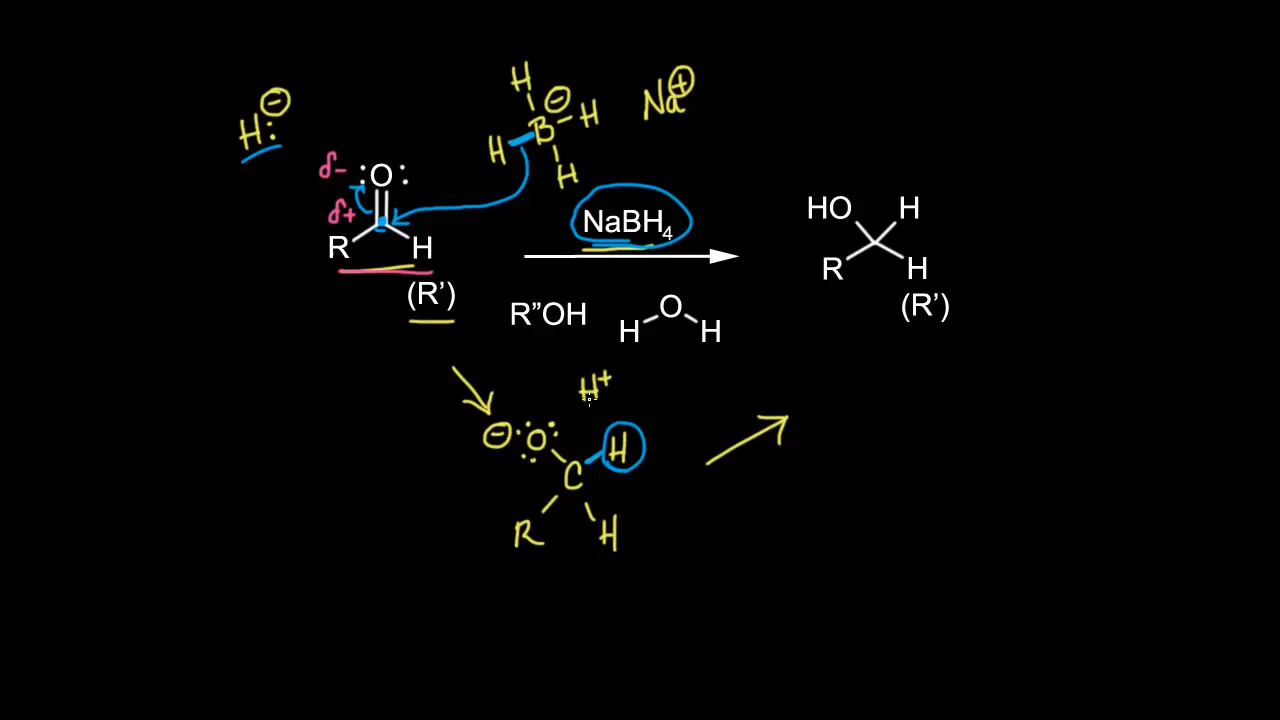 H:⊖
H
B⊖
H
H
H
Na⊕
δ-
:O:
δ+
R
H
(R’)
NaBH₄
R”OH
H
O
H
HO
H
R
H
(R’)
H+
⊖
O
H
C
R
H